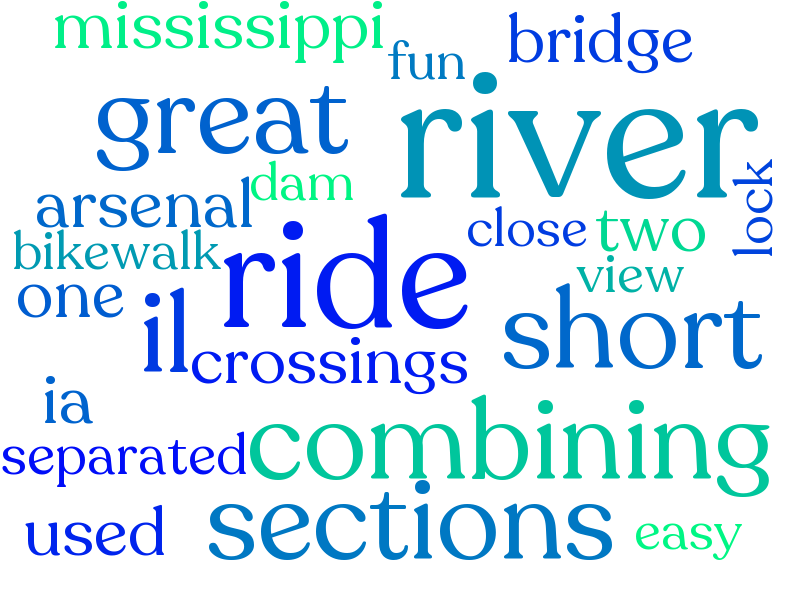 mississippi
fun
bridge
great
river
arsenal
dam
lock
bikewalk
ride
close
two
one
view
il
short
crossings
ia
combining
separated
sections
used
easy